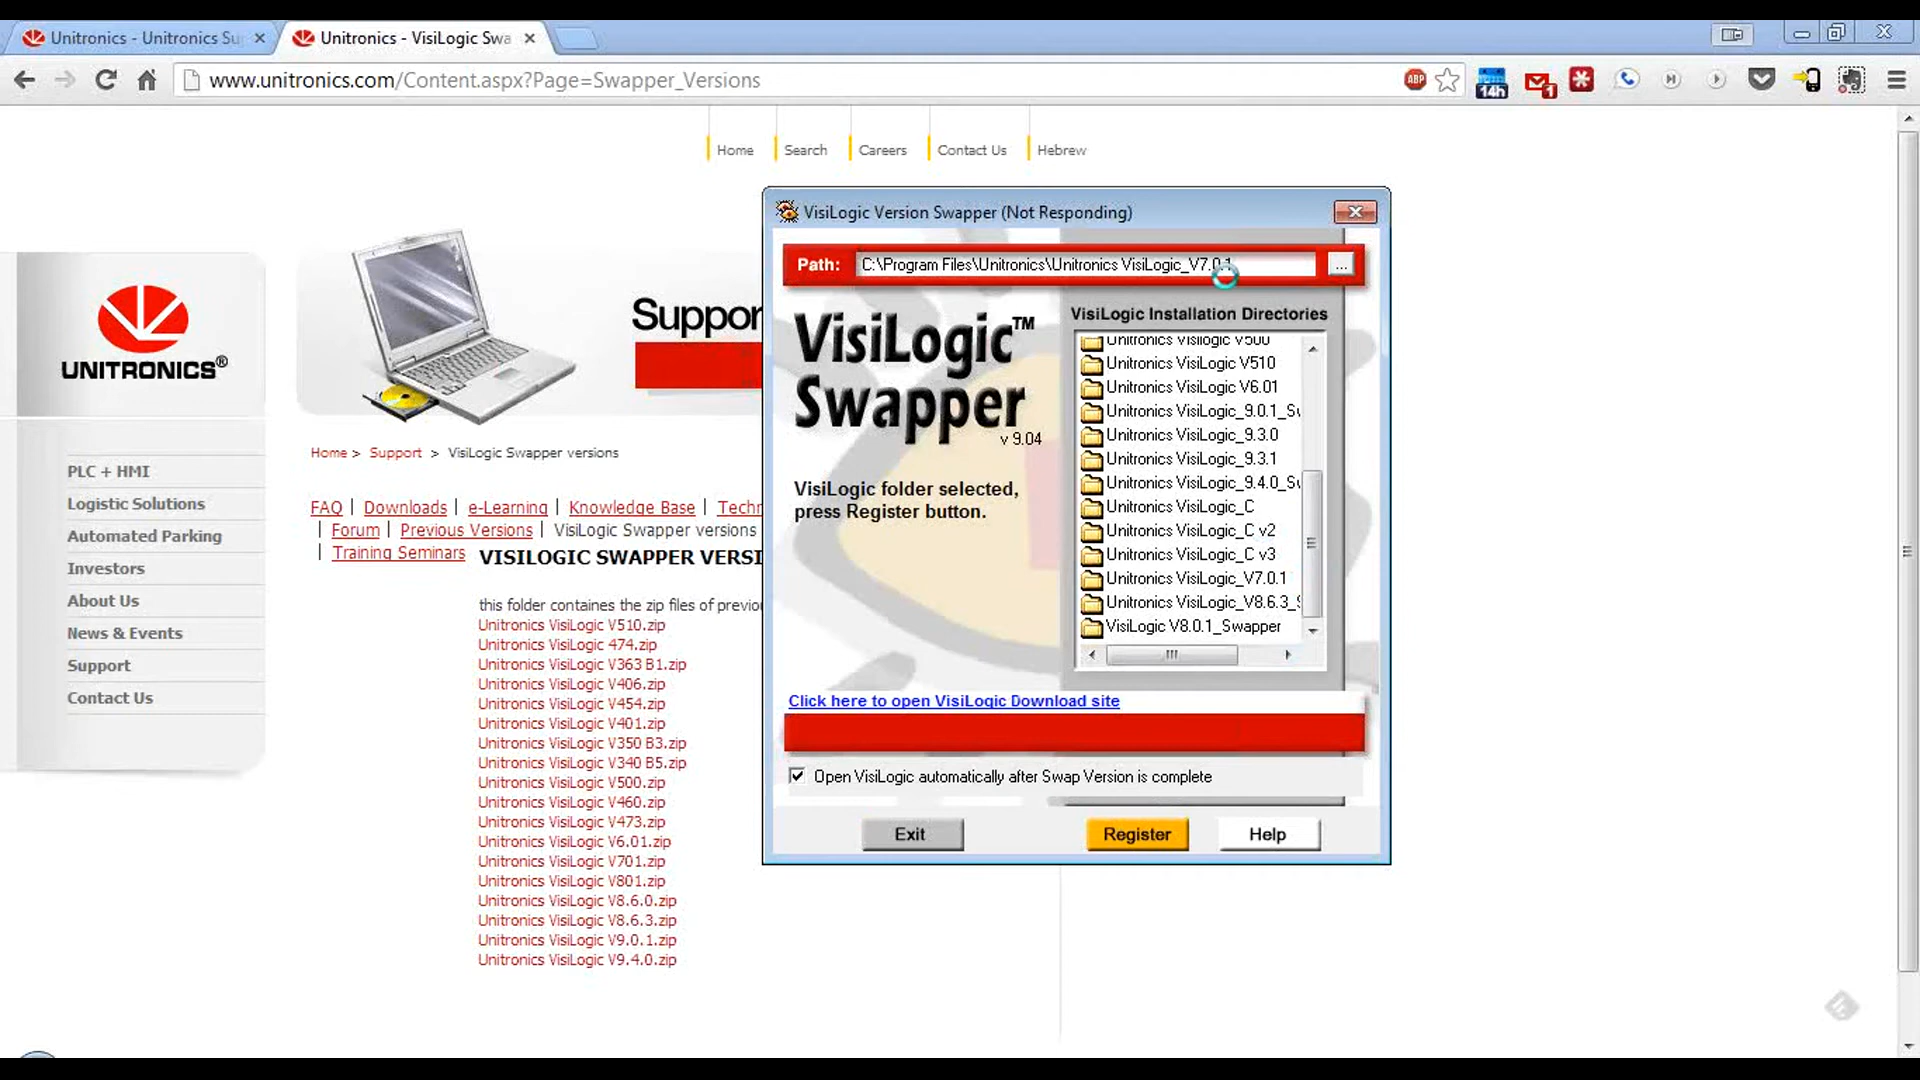 Unitronics - Unitronics Su
Unitronics - VisiLogic Swa
www.unitronics.com/Content.aspx?Page=Swapper_Versions
ABP
14h
1
Home
Search
Careers
Contact Us
Hebrew
UNITRONICS®
Suppor
PLC + HMI
Logistic Solutions
Automated Parking
Investors
About Us
News & Events
Support
Contact Us
Home > Support > VisiLogic Swapper versions
FAQ | Downloads | e-Learning | Knowledge Base | Techn
| Forum | Previous Versions | VisiLogic Swapper versions
| Training Seminars
VISILOGIC SWAPPER VERSI
this folder containes the zip files of previou
Unitronics VisiLogic V510.zip
Unitronics VisiLogic 474.zip
Unitronics VisiLogic V363 B1.zip
Unitronics VisiLogic V406.zip
Unitronics VisiLogic V454.zip
Unitronics VisiLogic V401.zip
Unitronics VisiLogic V350 B3.zip
Unitronics VisiLogic V340 B5.zip
Unitronics VisiLogic V500.zip
Unitronics VisiLogic V460.zip
Unitronics VisiLogic V473.zip
Unitronics VisiLogic V6.01.zip
Unitronics VisiLogic V701.zip
Unitronics VisiLogic V801.zip
Unitronics VisiLogic V8.6.0.zip
Unitronics VisiLogic V8.6.3.zip
Unitronics VisiLogic V9.0.1.zip
Unitronics VisiLogic V9.4.0.zip
VisiLogic Version Swapper (Not Responding)
Path:
C:\Program Files\Unitronics\Unitronics VisiLogic_V7.0.1
...
VisiLogic™
Swapper
v 9.04
VisiLogic folder selected,
press Register button.
VisiLogic Installation Directories
Unitronics Visilogic V500
Unitronics VisiLogic V510
Unitronics VisiLogic V6.01
Unitronics VisiLogic_9.0.1_Sw
Unitronics VisiLogic_9.3.0
Unitronics VisiLogic_9.3.1
Unitronics VisiLogic_9.4.0_Sw
Unitronics VisiLogic_C
Unitronics VisiLogic_C v2
Unitronics VisiLogic_C v3
Unitronics VisiLogic_V7.0.1
Unitronics VisiLogic_V8.6.3_S
VisiLogic V8.0.1_Swapper
Click here to open VisiLogic Download site
Open VisiLogic automatically after Swap Version is complete
Exit
Register
Help